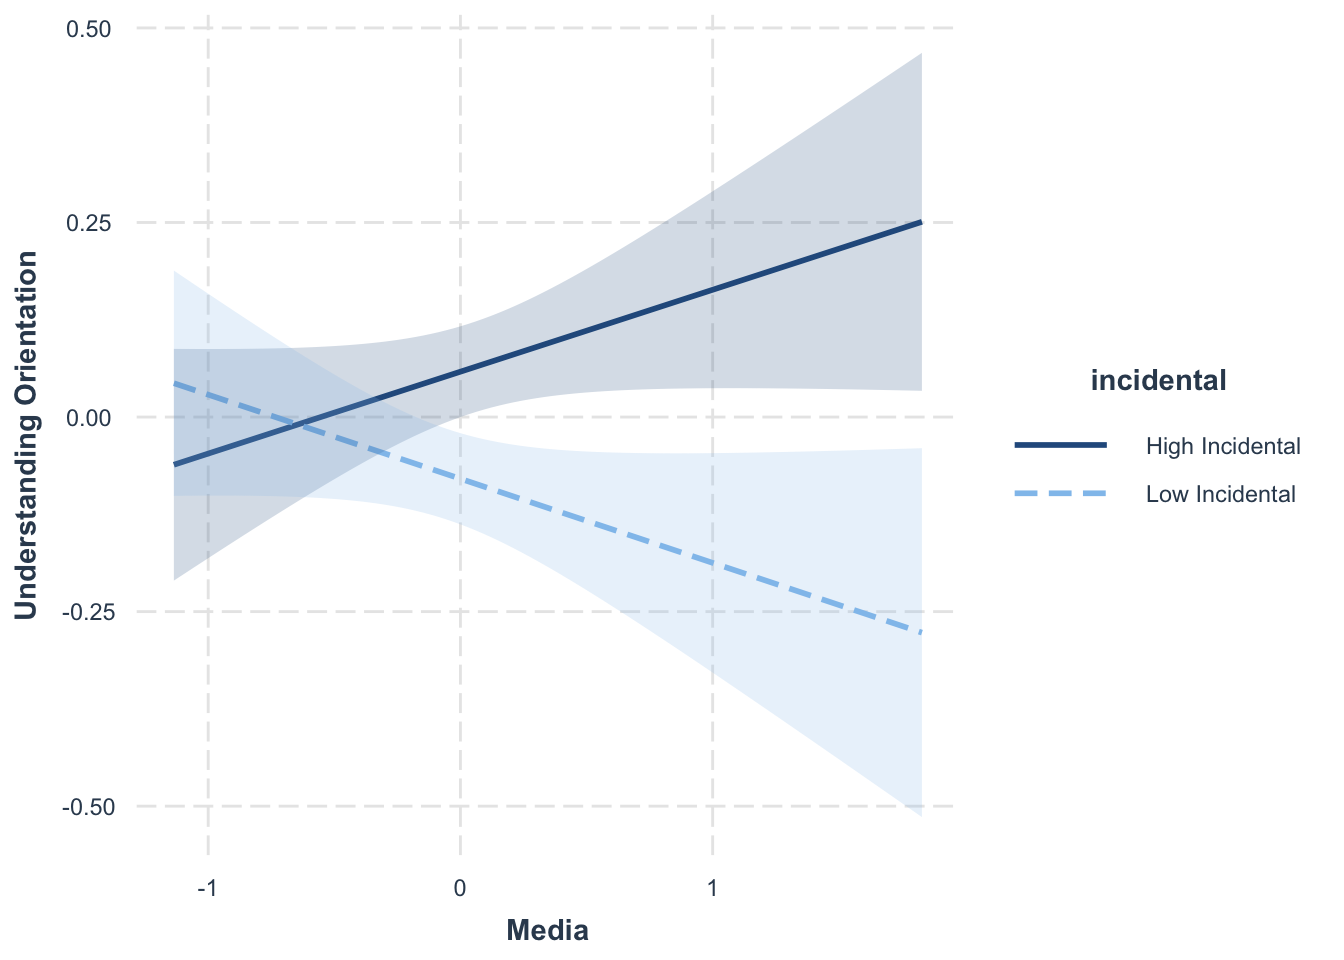 0.50
0.25
0.00
-0.25
-0.50
Understanding Orientation
-1
0
1
Media
incidental
High Incidental
Low Incidental